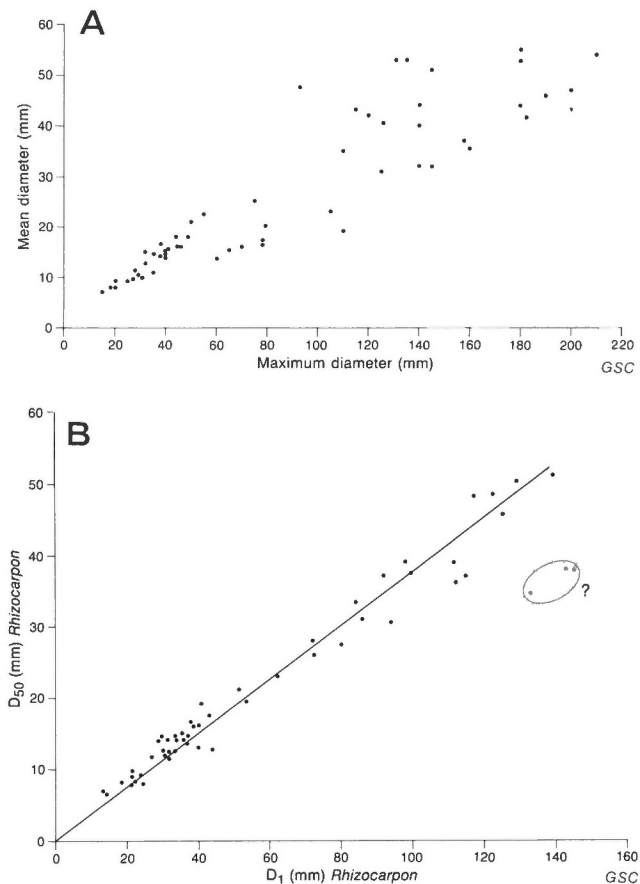 A
60
50
40
30
20
10
0
Mean diameter (mm)
0 20 40 60 80 100 120 140 160 180 200 220
Maximum diameter (mm)
GSC
B
60
50
40
30
20
10
0
D50 (mm) Rhizocarpon
?
0 20 40 60 80 100 120 140 160
D1 (mm) Rhizocarpon
GSC